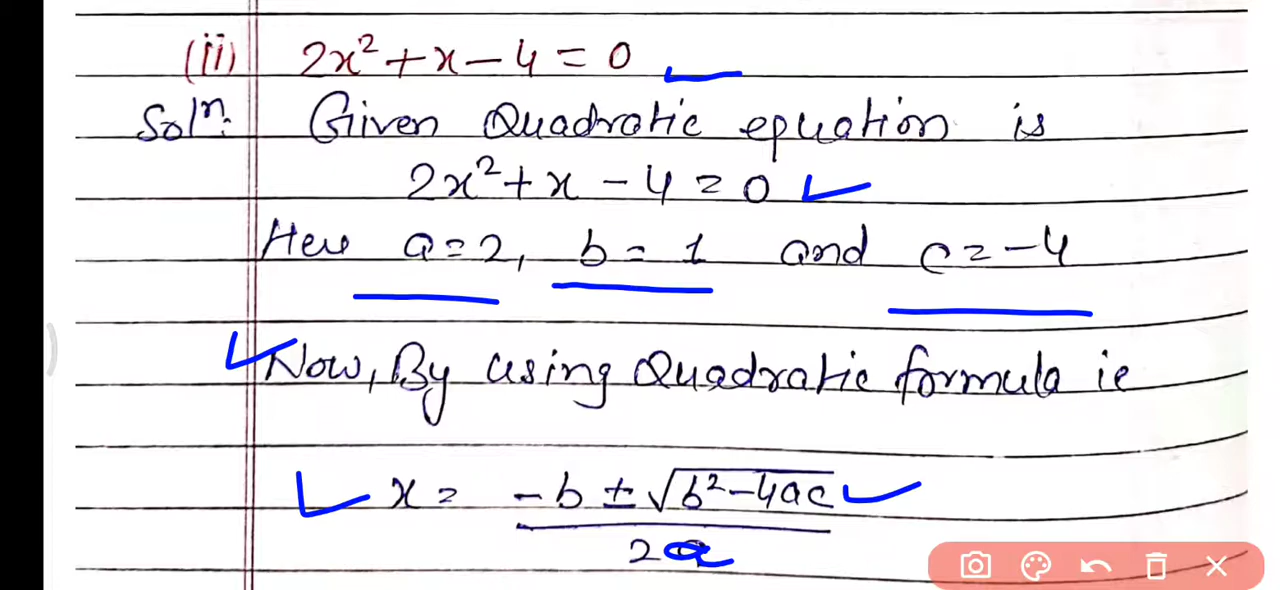 (ii) 2x² + x - 4 = 0
Solⁿ: Given Quadratic equation is
2x² + x - 4 = 0
Here a = 2, b = 1 and c = -4
Now, By using Quadratic formula ie
x = -b ± √b² - 4ac
2a